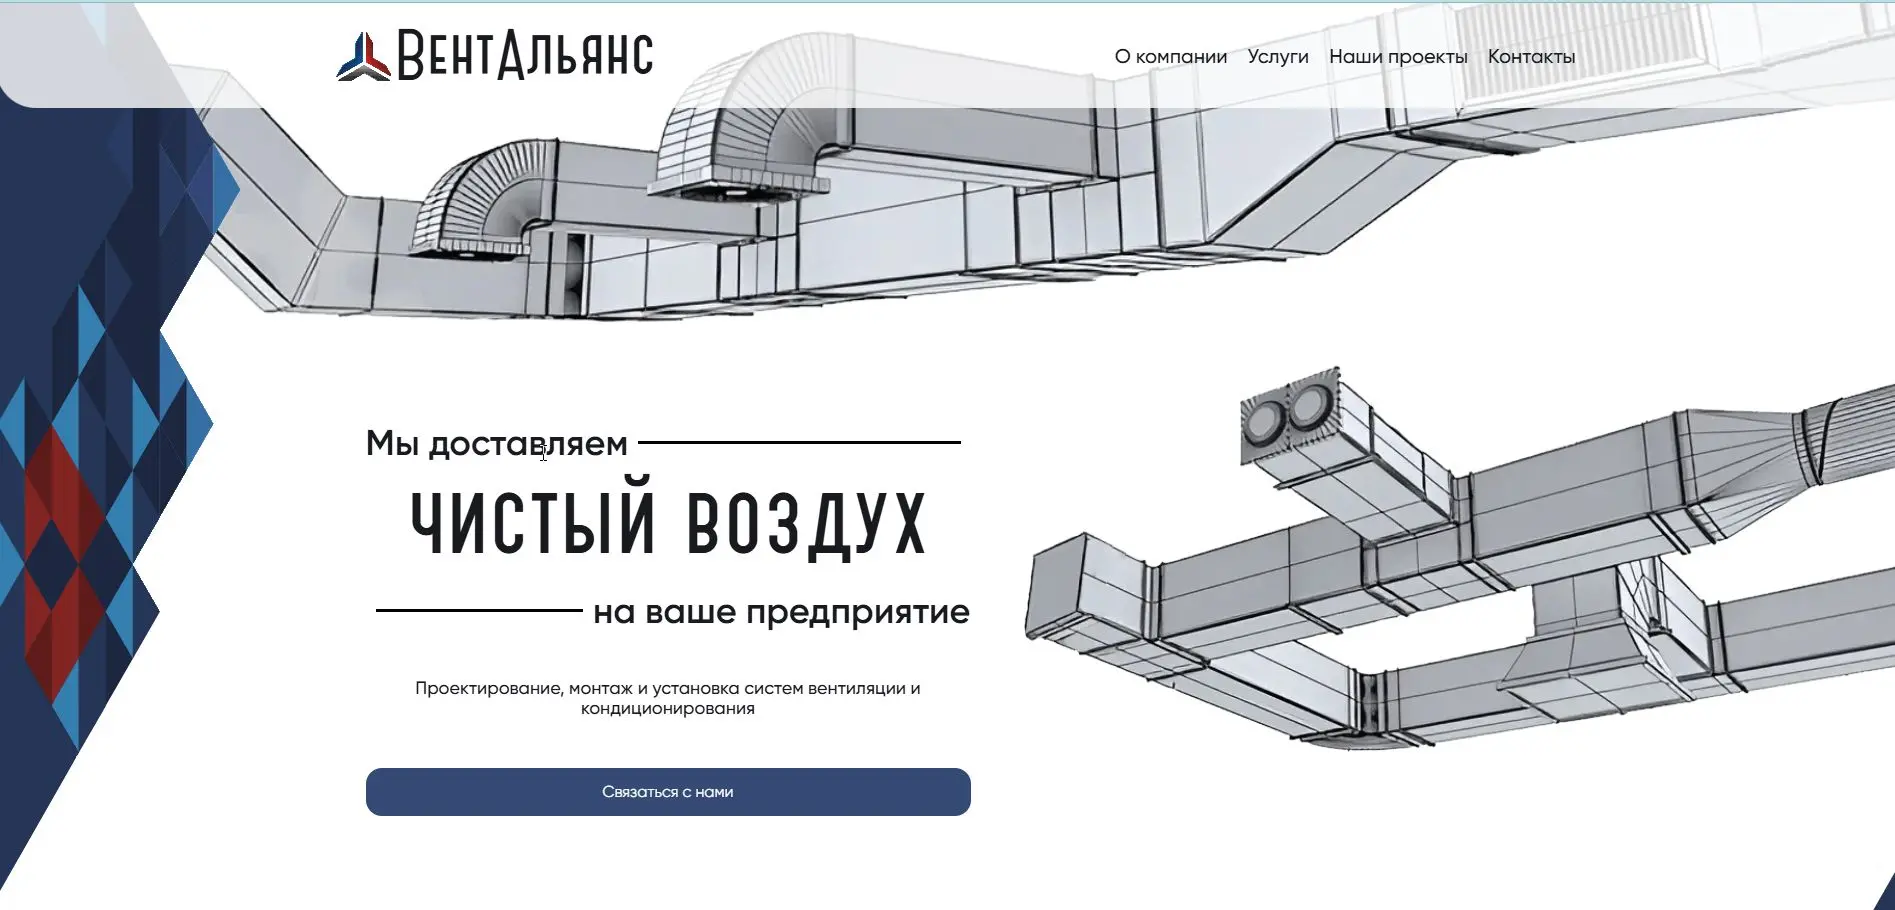 ВентАльянс
О компании Услуги Наши проекты Контакты
Мы доставляем
ЧИСТЫЙ ВОЗДУХ
на ваше предприятие
Проектирование, монтаж и установка систем вентиляции и
кондиционирования
Связаться с нами